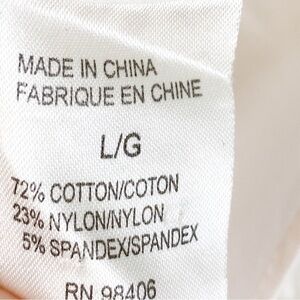 MADE IN CHINA
FABRIQUE EN CHINE
L/G
72% COTTON/COTON
23% NYLON/NYLON
5% SPANDEX/SPANDEX
RN 98406